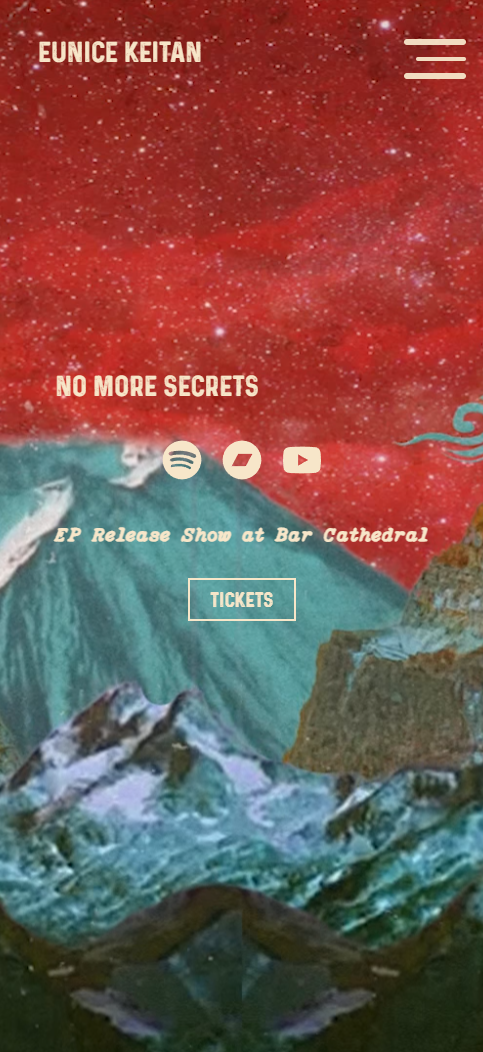 EUNICE KEITAN
NO MORE SECRETS
EP Release Show at Bar Cathedral
TICKETS